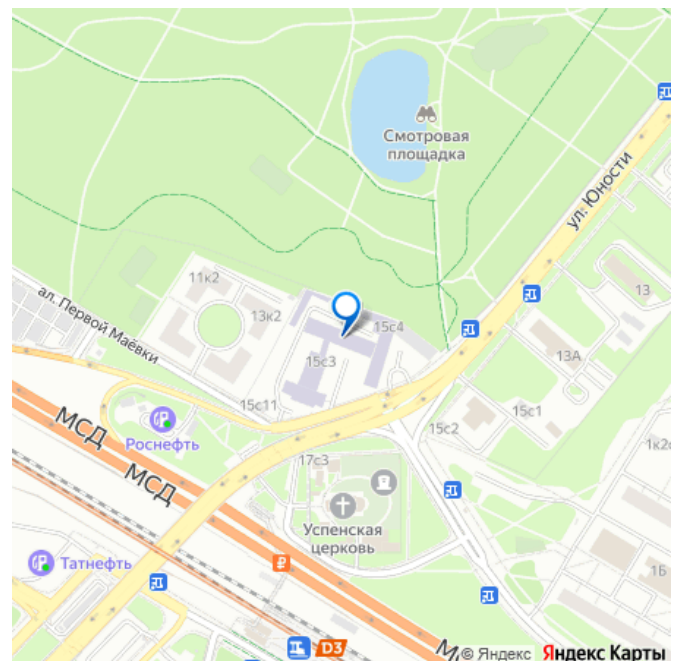 Смотровая
площадка
ул. Юности
11к2
13к2
15с4
13
ал. Первой Маёвки
15с3
13А
15с11
15с1
МСД
Роснефть
15с2
1к2
МСД
17с3
Успенская
церковь
Татнефть
₽
1Б
D3
© Яндекс Яндекс Карты